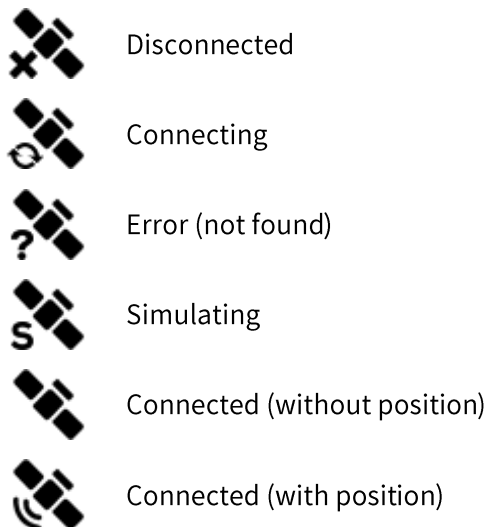 Disconnected
Connecting
? Error (not found)
S Simulating
Connected (without position)
Connected (with position)